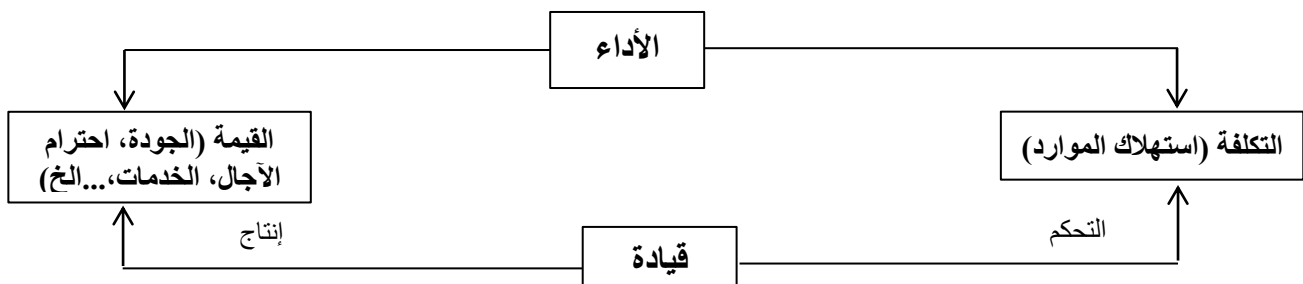 الأداء
التكلفة (استهلاك الموارد)
القيمة (الجودة، احترام
الآجال، الخدمات،...الخ)
التحكم
إنتاج
قيادة